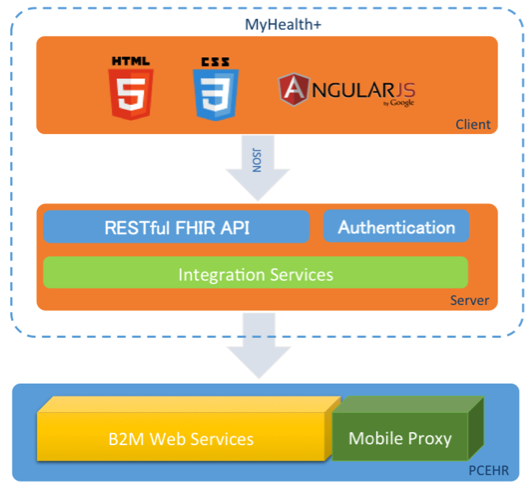 MyHealth+
HTML
5
CSS
3
ANGULARJS
by Google
Client
JSON
RESTful FHIR API
Authentication
Integration Services
Server
B2M Web Services
Mobile Proxy
PCEHR